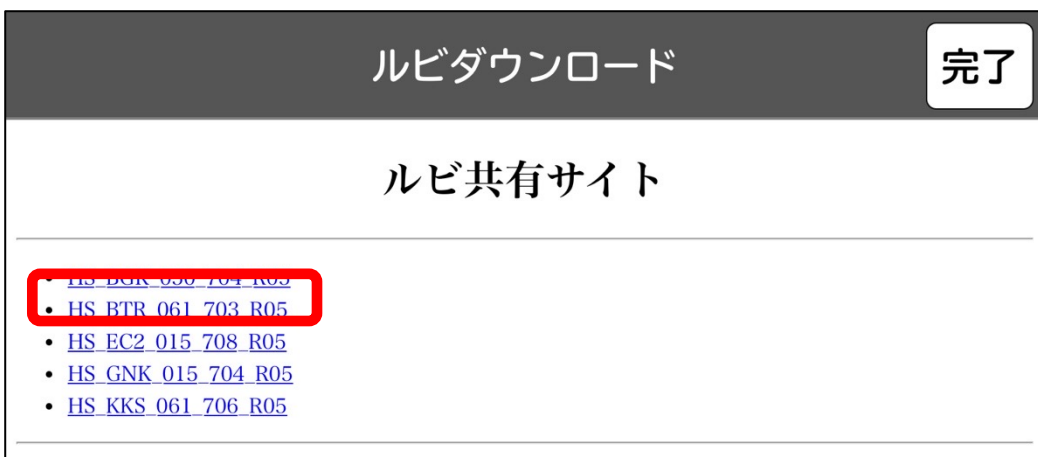 ルビダウンロード
完了
ルビ共有サイト
• HS_BGR_050_704_R05
• HS_BTR_061_703_R05
• HS_EC2_015_708_R05
• HS_GNK_015_704_R05
• HS_KKS_061_706_R05